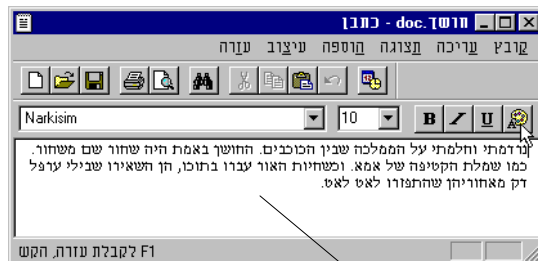 חושך.doc - כתבן
קובץ עריכה תצוגה הוספה עיצוב עזרה
Narkisim 10 B I U
נרדמתי וחלמתי על הממלכה שבין הכוכבים. החושך באמת היה שחור שם משחור.
כמו שמלת הקטיפה של אמא. וכשחיות האור עברו בתוכו, הן השאירו שבילי ערפל
דק מאחוריהן שהתפזרו לאט לאט.
לקבלת עזרה, הקש F1